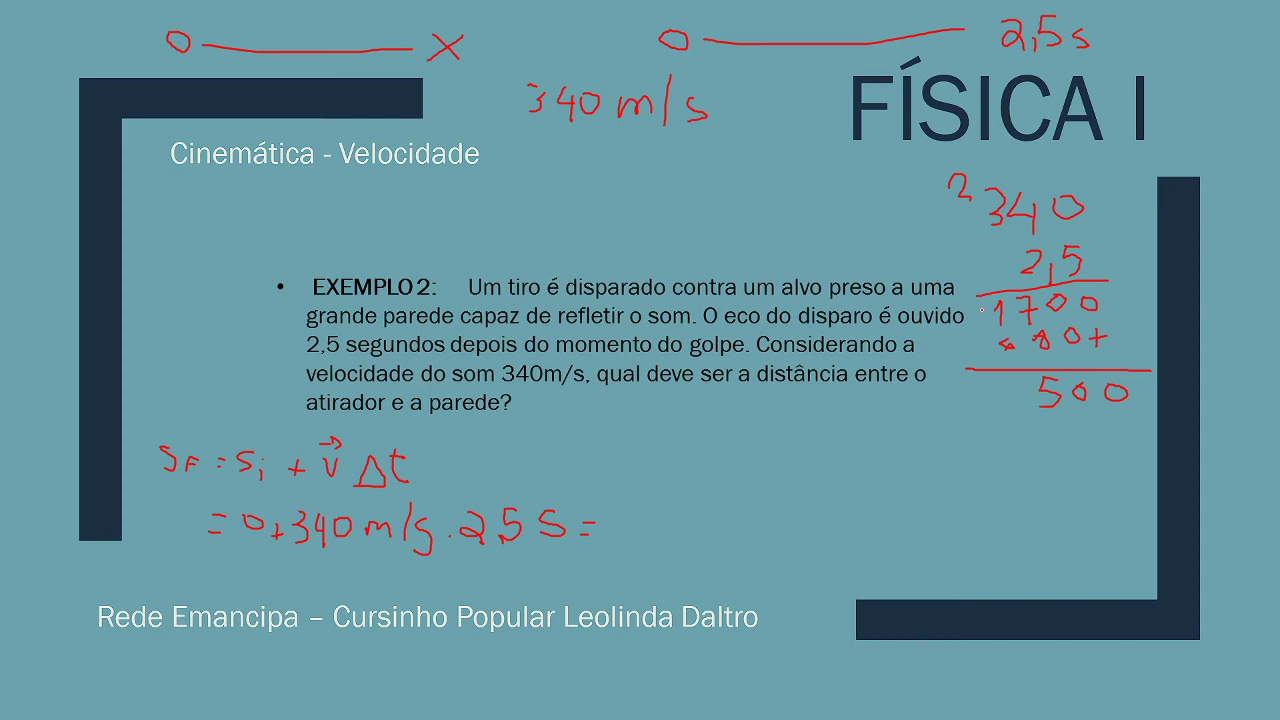 O X O 2,5 s
340 m/s
FÍSICA I
Cinemática - Velocidade
2 340
2,5
1700
680+
500
• EXEMPLO 2: Um tiro é disparado contra um alvo preso a uma
grande parede capaz de refletir o som. O eco do disparo é ouvido
2,5 segundos depois do momento do golpe. Considerando a
velocidade do som 340m/s, qual deve ser a distância entre o
atirador e a parede?
SF = Si + v Δt
= 0+340 m/s . 2,5 s =
Rede Emancipa – Cursinho Popular Leolinda Daltro